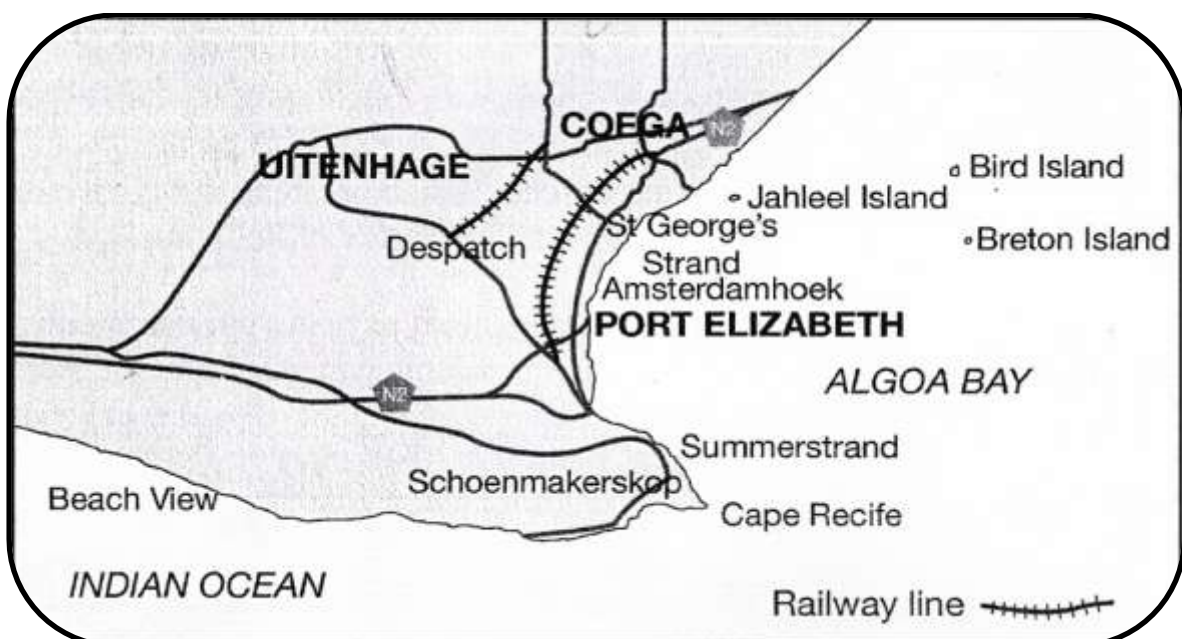 COEGA
N2
UITENHAGE
Bird Island
Jahleel Island
St George's
Strand
Breton Island
Despatch
Amsterdamhoek
PORT ELIZABETH
ALGOA BAY
N2
Summerstrand
Schoenmakerskop
Beach View
Cape Recife
INDIAN OCEAN
Railway line